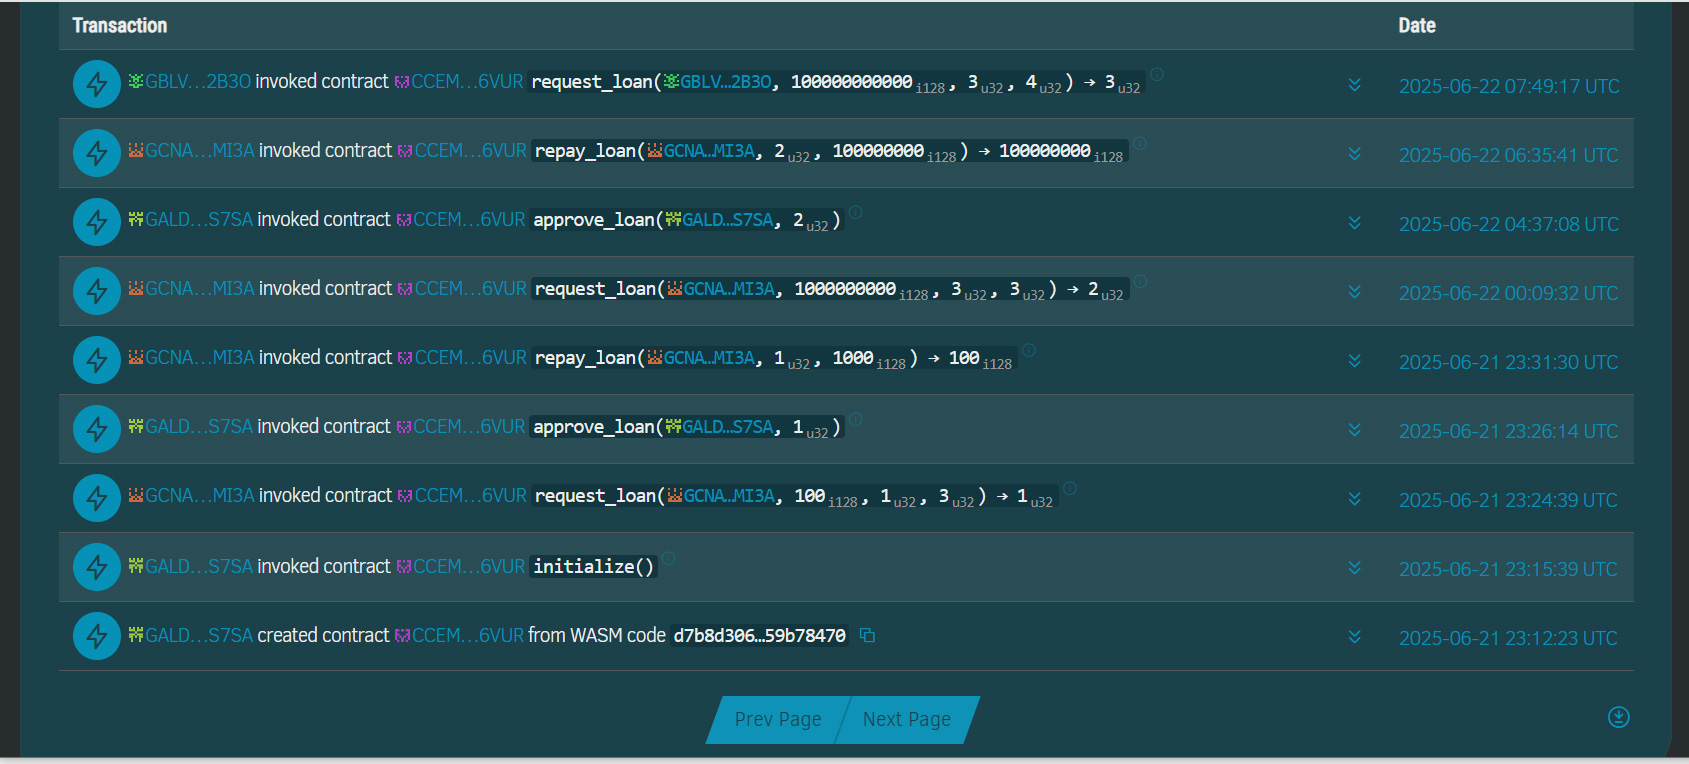 Transaction Date
GBLV…2B3O invoked contract CCEM…6VUR request_loan(GBLV…2B3O, 100000000000 i128, 3 u32, 4 u32) → 3 u32 2025-06-22 07:49:17 UTC
GCNA…MI3A invoked contract CCEM…6VUR repay_loan(GCNA…MI3A, 2 u32, 100000000 i128) → 100000000 i128 2025-06-22 06:35:41 UTC
GALD…S7SA invoked contract CCEM…6VUR approve_loan(GALD…S7SA, 2 u32) 2025-06-22 04:37:08 UTC
GCNA…MI3A invoked contract CCEM…6VUR request_loan(GCNA…MI3A, 1000000000 i128, 3 u32, 3 u32) → 2 u32 2025-06-22 00:09:32 UTC
GCNA…MI3A invoked contract CCEM…6VUR repay_loan(GCNA…MI3A, 1 u32, 1000 i128) → 100 i128 2025-06-21 23:31:30 UTC
GALD…S7SA invoked contract CCEM…6VUR approve_loan(GALD…S7SA, 1 u32) 2025-06-21 23:26:14 UTC
GCNA…MI3A invoked contract CCEM…6VUR request_loan(GCNA…MI3A, 100 i128, 1 u32, 3 u32) → 1 u32 2025-06-21 23:24:39 UTC
GALD…S7SA invoked contract CCEM…6VUR initialize() 2025-06-21 23:15:39 UTC
GALD…S7SA created contract CCEM…6VUR from WASM code d7b8d306…59b78470 2025-06-21 23:12:23 UTC
Prev Page Next Page